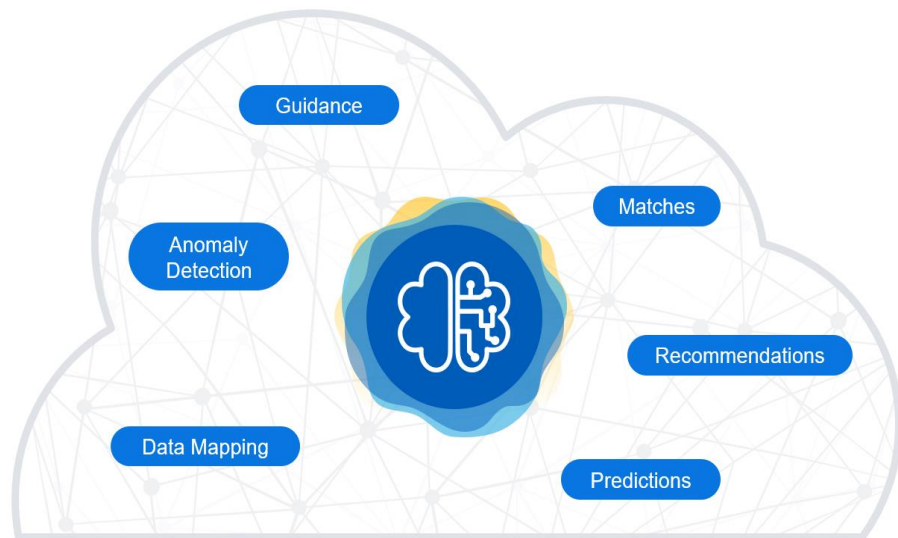 Guidance
Matches
Anomaly
Detection
Recommendations
Data Mapping
Predictions